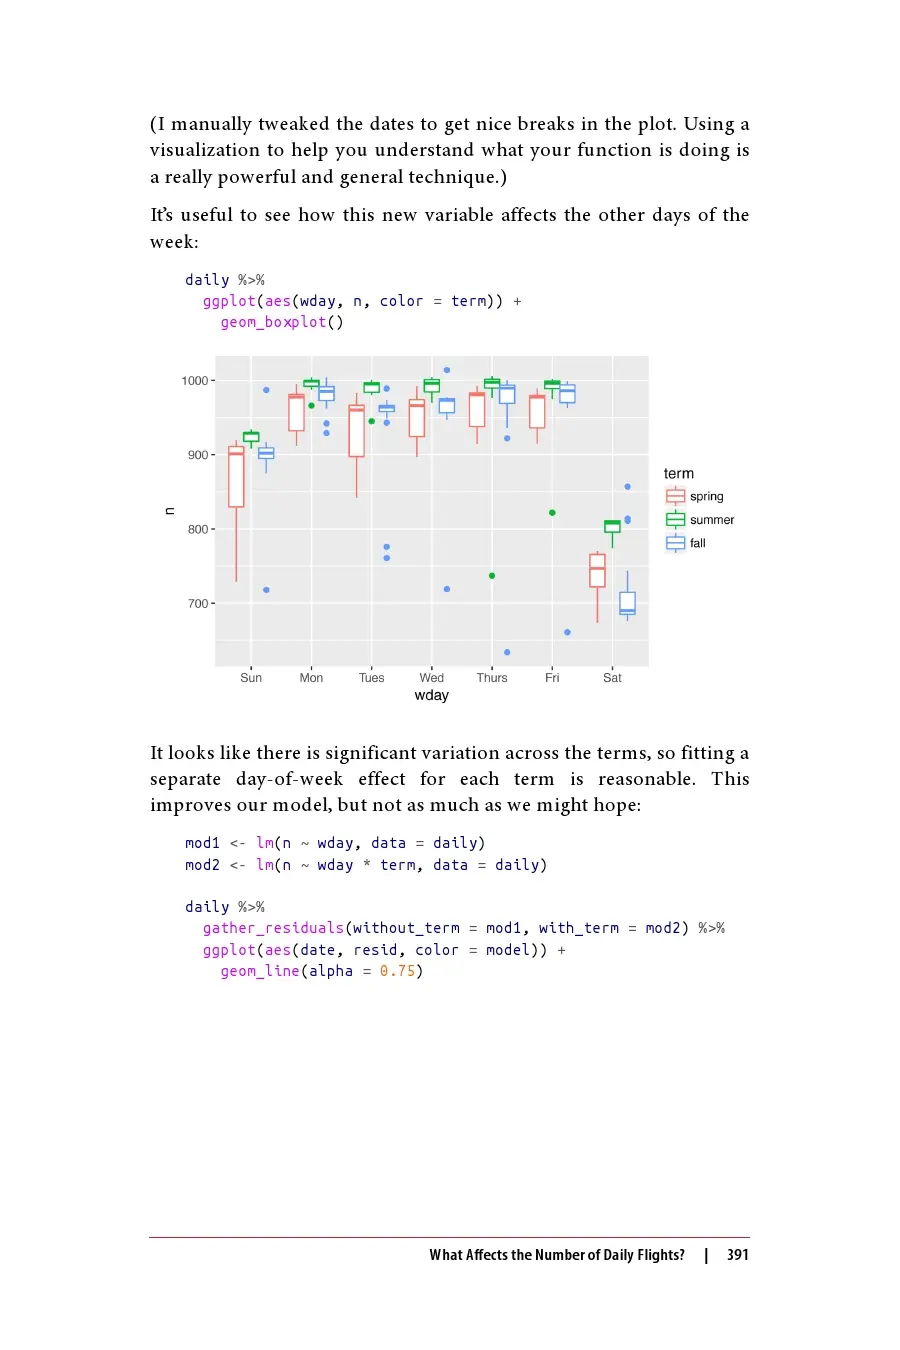 (I manually tweaked the dates to get nice breaks in the plot. Using a
visualization to help you understand what your function is doing is
a really powerful and general technique.)
It’s useful to see how this new variable affects the other days of the
week:
daily %>%
  ggplot(aes(wday, n, color = term)) +
    geom_boxplot()
1000
900
800
700
n
Sun Mon Tues Wed Thurs Fri Sat
wday
term
spring
summer
fall
It looks like there is significant variation across the terms, so fitting a
separate day-of-week effect for each term is reasonable. This
improves our model, but not as much as we might hope:
mod1 <- lm(n ~ wday, data = daily)
mod2 <- lm(n ~ wday * term, data = daily)
daily %>%
  gather_residuals(without_term = mod1, with_term = mod2) %>%
  ggplot(aes(date, resid, color = model)) +
    geom_line(alpha = 0.75)
What Affects the Number of Daily Flights? | 391